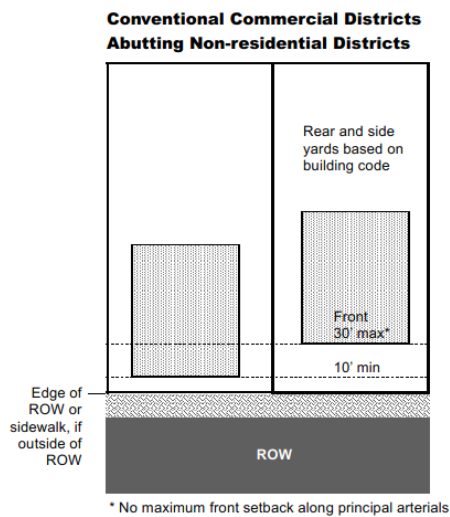 Conventional Commercial Districts
Abutting Non-residential Districts
Rear and side
yards based on
building code
Front
30' max*
10' min
Edge of
ROW or
sidewalk, if
outside of
ROW
ROW
* No maximum front setback along principal arterials